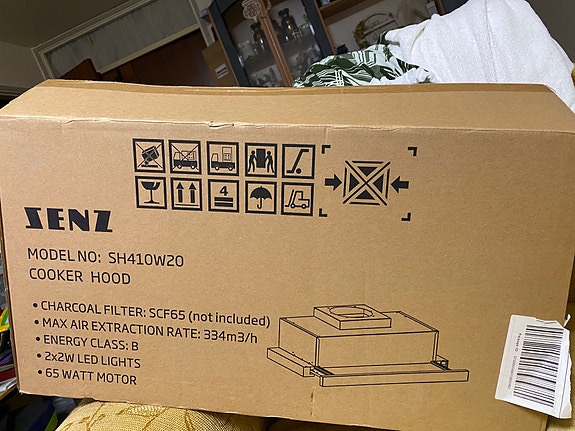 4
SENZ
MODEL NO: SH410W20
COOKER HOOD
• CHARCOAL FILTER: SCF65 (not included)
• MAX AIR EXTRACTION RATE: 334m3/h
• ENERGY CLASS: B
• 2x2W LED LIGHTS
• 65 WATT MOTOR